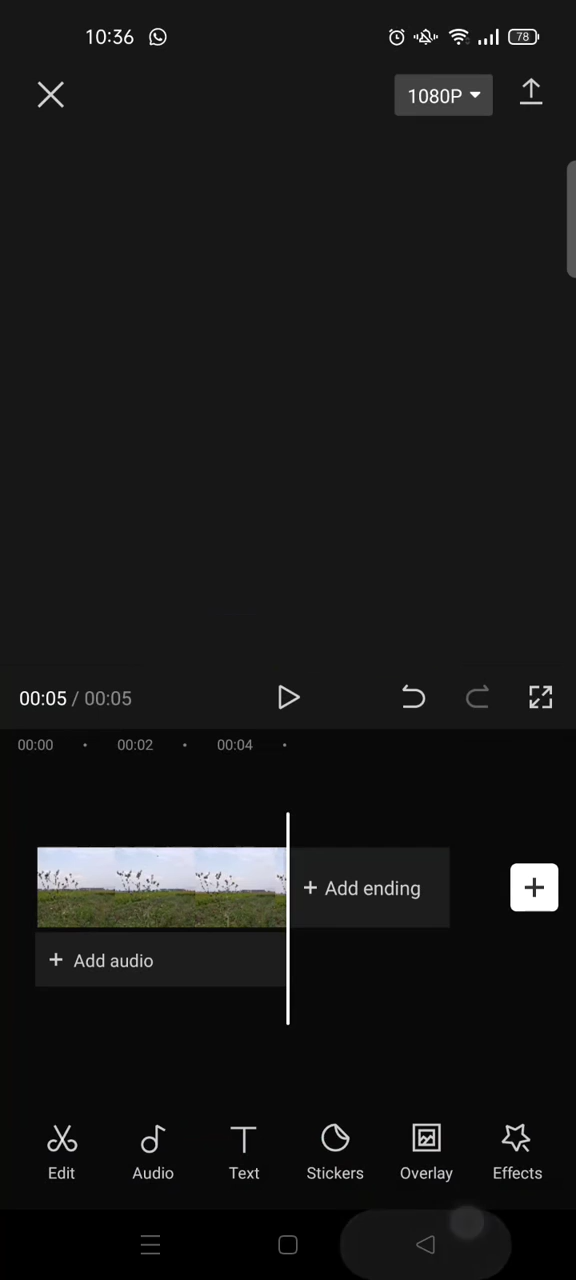 10:36 78
1080P
00:05 / 00:05
00:00 • 00:02 • 00:04 •
+ Add ending
+ Add audio
Edit Audio Text Stickers Overlay Effects